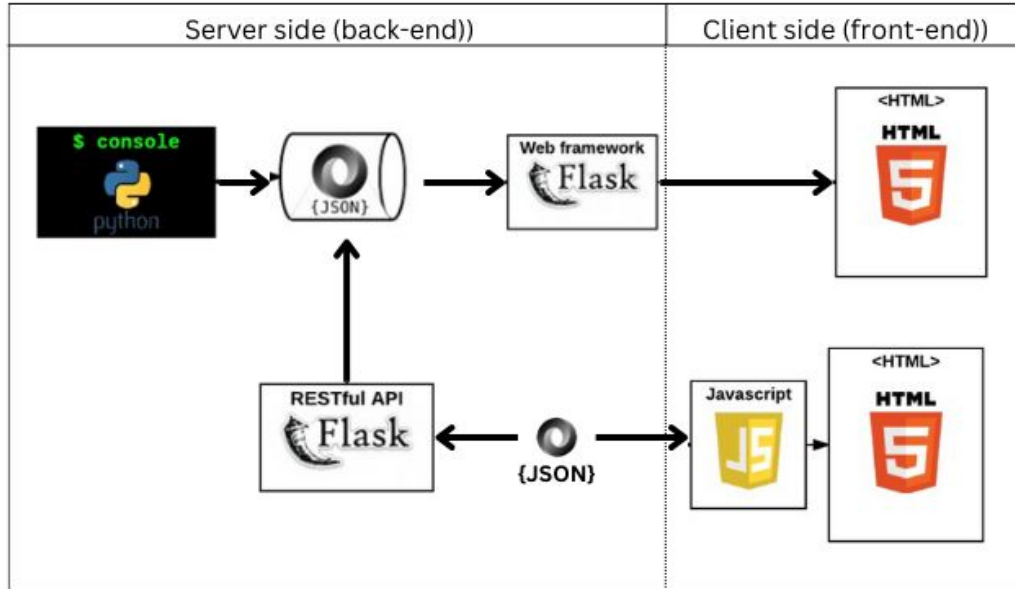 Server side (back-end))
Client side (front-end))
$ console
python
{JSON}
Web framework
Flask
<HTML>
HTML
5
RESTful API
Flask
{JSON}
Javascript
JS
<HTML>
HTML
5